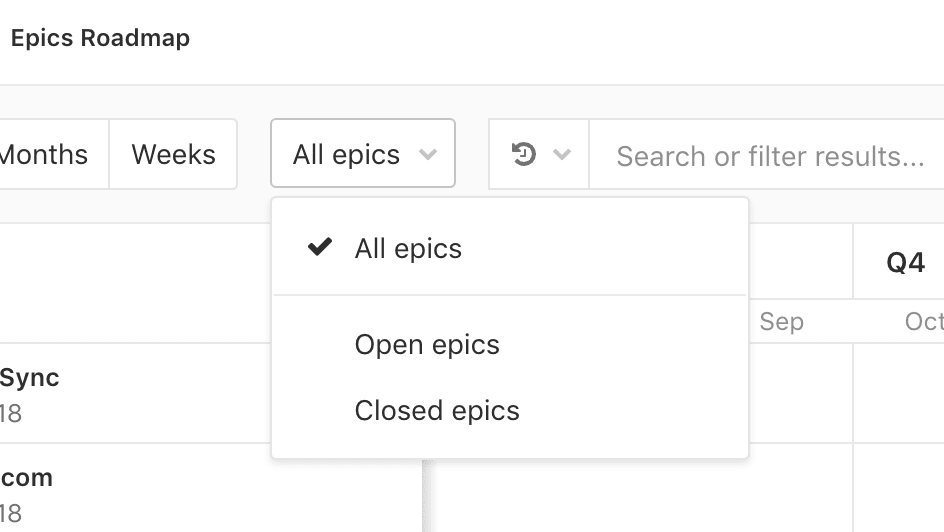 Epics Roadmap
Months Weeks All epics Search or filter results...
All epics
Q4
Open epics
Sep Oct
Closed epics
Sync
18
com
18